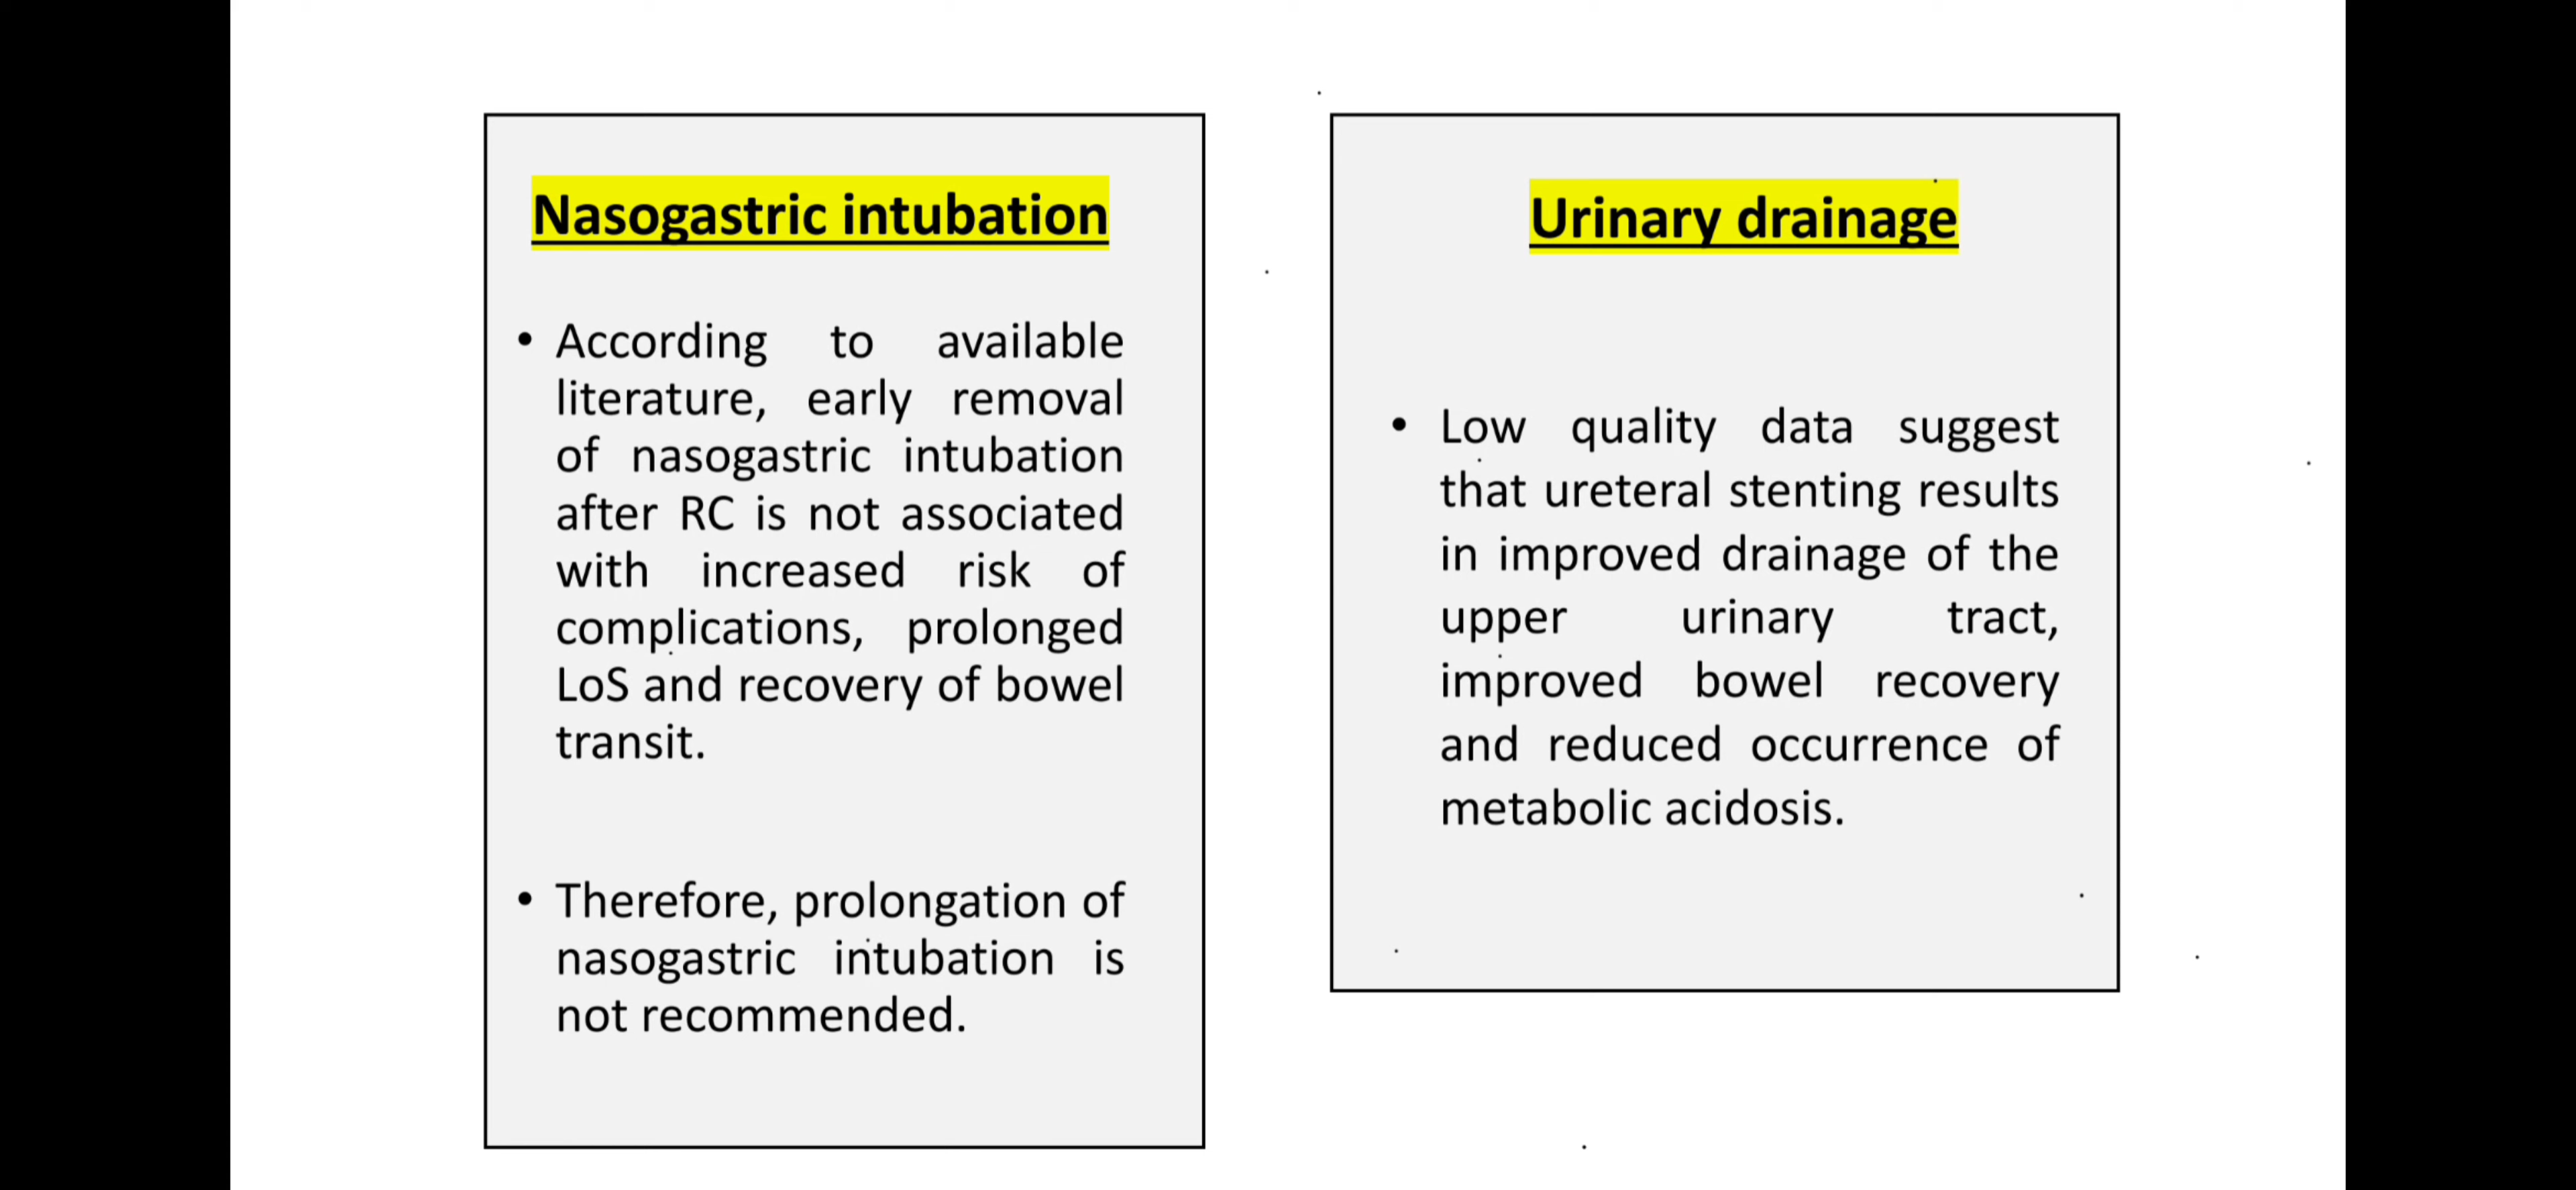 Nasogastric intubation
• According to available
literature, early removal
of nasogastric intubation
after RC is not associated
with increased risk of
complications, prolonged
LoS and recovery of bowel
transit.
• Therefore, prolongation of
nasogastric intubation is
not recommended.
Urinary drainage
• Low quality data suggest
that ureteral stenting results
in improved drainage of the
upper urinary tract,
improved bowel recovery
and reduced occurrence of
metabolic acidosis.